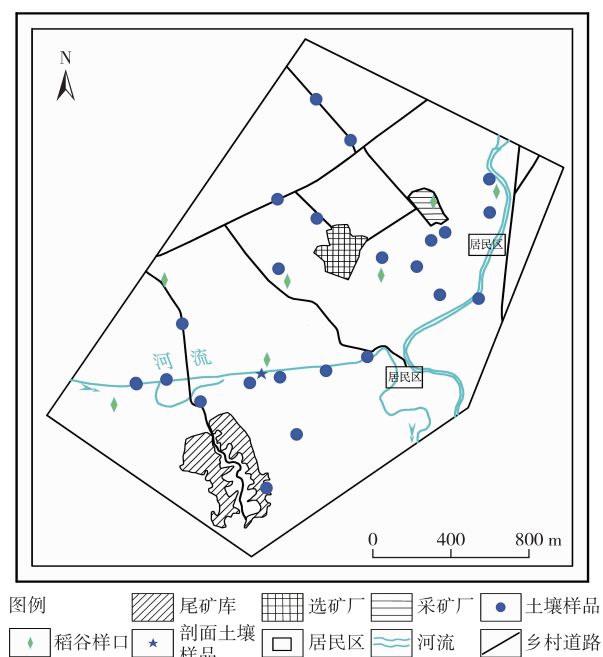 N
居民区
河 流
居民区
0 400 800 m
图例 尾矿库 选矿厂 采矿厂 土壤样品
稻谷样口 剖面土壤样品 居民区 河流 乡村道路